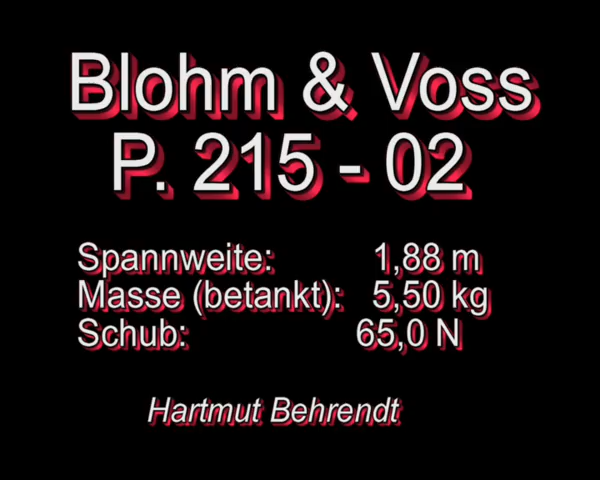 Blohm & Voss
P. 215 - 02
Spannweite: 1,88 m
Masse (betankt): 5,50 kg
Schub: 65,0 N
Hartmut Behrendt